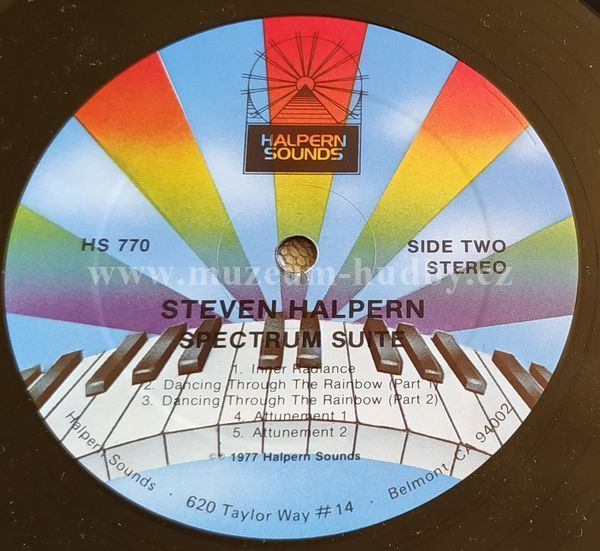 HALPERN
SOUNDS
HS 770
SIDE TWO
STEREO
www.muzeum-hudby.cz
STEVEN HALPERN
SPECTRUM SUITE
1. Inner Radiance
2. Dancing Through The Rainbow (Part 1)
3. Dancing Through The Rainbow (Part 2)
4. Attunement 1
5. Attunement 2
© ℗ 1977 Halpern Sounds
Halpern Sounds · 620 Taylor Way #14 · Belmont, CA 94002